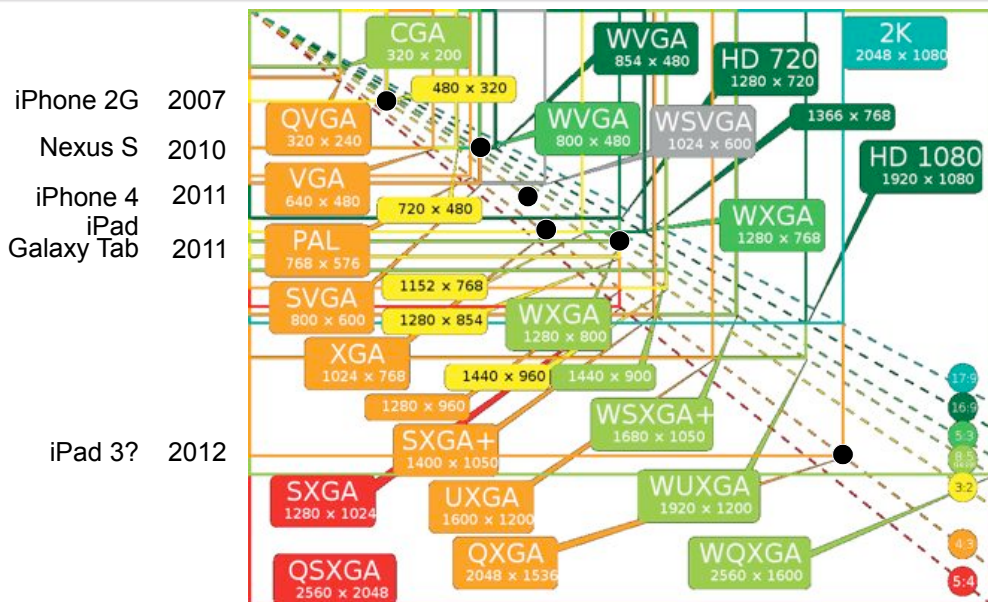 CGA
320 × 200
WVGA
854 × 480
2K
2048 × 1080
HD 720
1280 × 720
480 × 320
iPhone 2G 2007
QVGA
320 × 240
WVGA
800 × 480
WSVGA
1024 × 600
1366 × 768
Nexus S 2010
HD 1080
1920 × 1080
VGA
640 × 480
iPhone 4 2011
720 × 480
iPad
WXGA
1280 × 768
PAL
768 × 576
Galaxy Tab 2011
1152 × 768
SVGA
800 × 600
1280 × 854
WXGA
1280 × 800
XGA
1024 × 768
1440 × 960
1440 × 900
17:9
1280 × 960
WSXGA+
1680 × 1050
16:9
SXGA+
1400 × 1050
5:3
8:5
iPad 3? 2012
SXGA
1280 × 1024
UXGA
1600 × 1200
WUXGA
1920 × 1200
3:2
QXGA
2048 × 1536
WQXGA
2560 × 1600
4:3
QSXGA
2560 × 2048
5:4